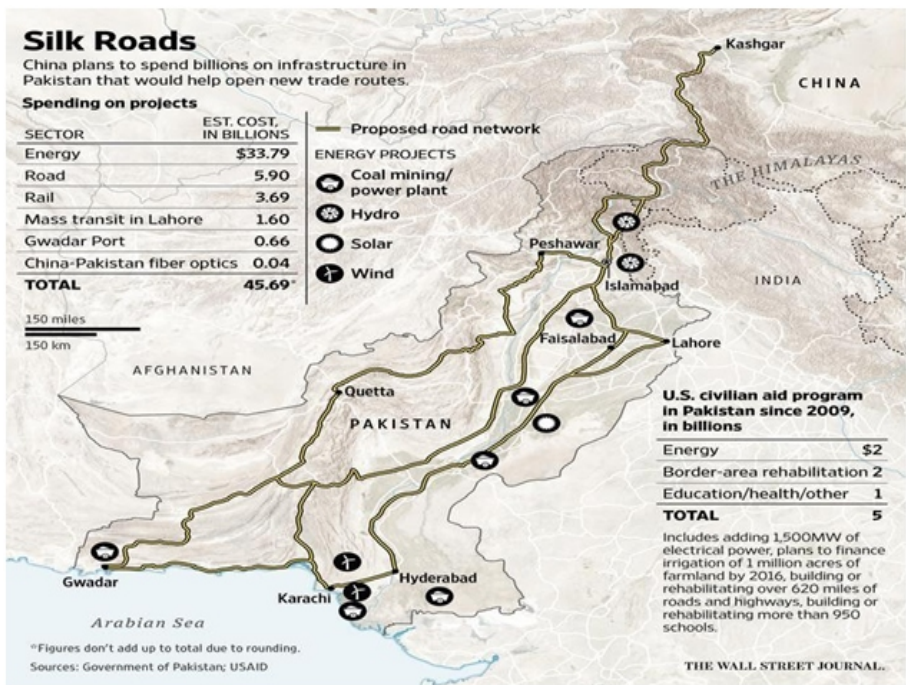 Silk Roads
China plans to spend billions on infrastructure in
Pakistan that would help open new trade routes.
Spending on projects
SECTOR EST. COST, IN BILLIONS
Energy $33.79
Road 5.90
Rail 3.69
Mass transit in Lahore 1.60
Gwadar Port 0.66
China-Pakistan fiber optics 0.04
TOTAL 45.69*
150 miles
150 km
Proposed road network
ENERGY PROJECTS
Coal mining/
power plant
Hydro
Solar
Wind
Kashgar
CHINA
THE HIMALAYAS
Peshawar
Islamabad
INDIA
Faisalabad
Lahore
AFGHANISTAN
Quetta
PAKISTAN
Gwadar
Karachi
Hyderabad
Arabian Sea
U.S. civilian aid program
in Pakistan since 2009,
in billions
Energy $2
Border-area rehabilitation 2
Education/health/other 1
TOTAL 5
Includes adding 1,500MW of
electrical power, plans to finance
irrigation of 1 million acres of
farmland by 2016, building or
rehabilitating over 620 miles of
roads and highways, building or
rehabilitating more than 950
schools.
*Figures don't add up to total due to rounding.
Sources: Government of Pakistan; USAID
THE WALL STREET JOURNAL.